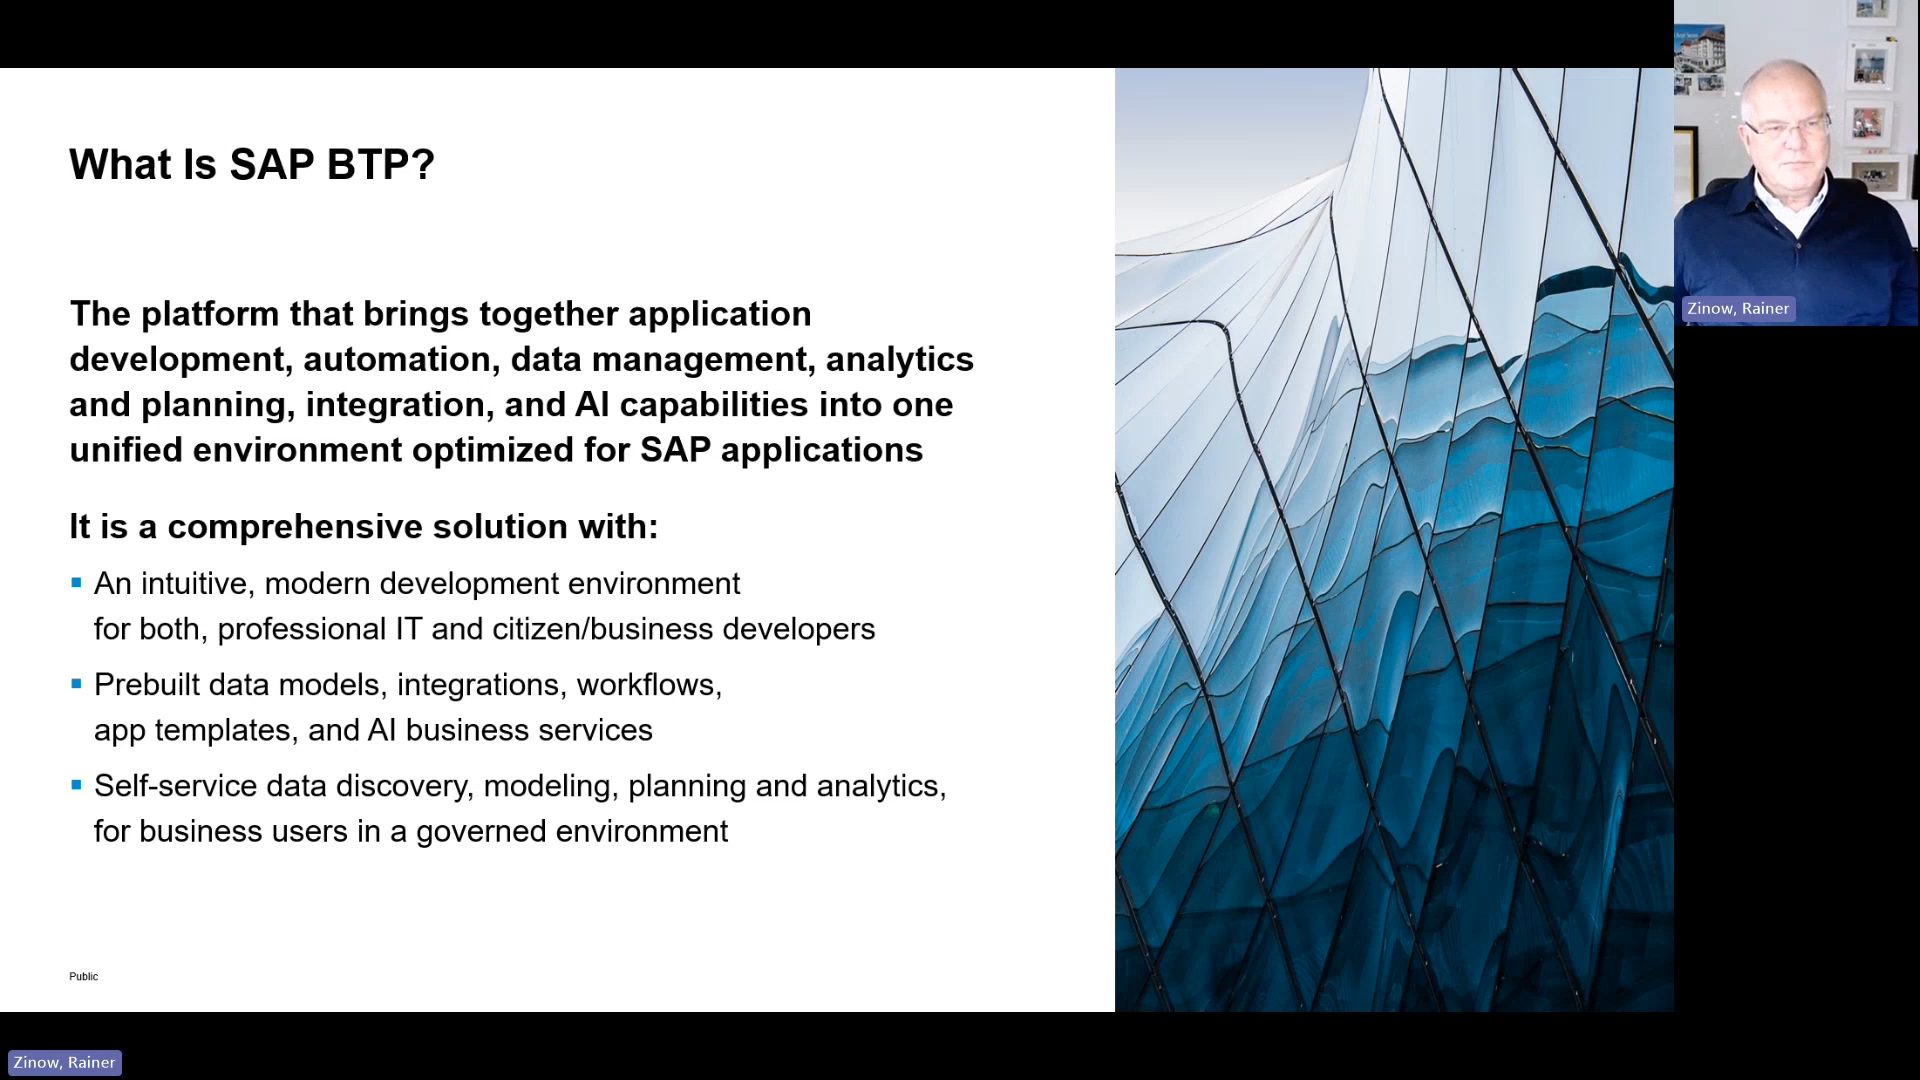 What Is SAP BTP?
The platform that brings together application
development, automation, data management, analytics
and planning, integration, and AI capabilities into one
unified environment optimized for SAP applications
It is a comprehensive solution with:
An intuitive, modern development environment
for both, professional IT and citizen/business developers
Prebuilt data models, integrations, workflows,
app templates, and AI business services
Self-service data discovery, modeling, planning and analytics,
for business users in a governed environment
Public
Zinow, Rainer
Zinow, Rainer